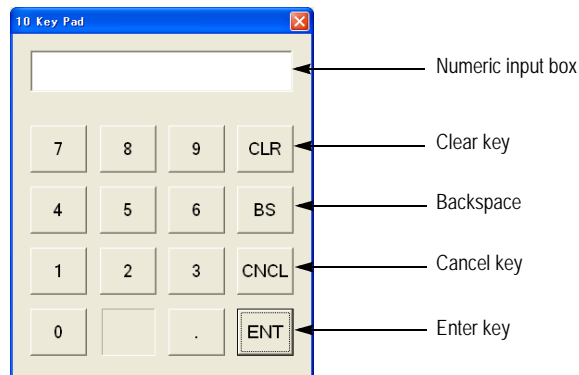 10 Key Pad
Numeric input box
7 8 9 CLR Clear key
4 5 6 BS Backspace
1 2 3 CNCL Cancel key
0 . ENT Enter key